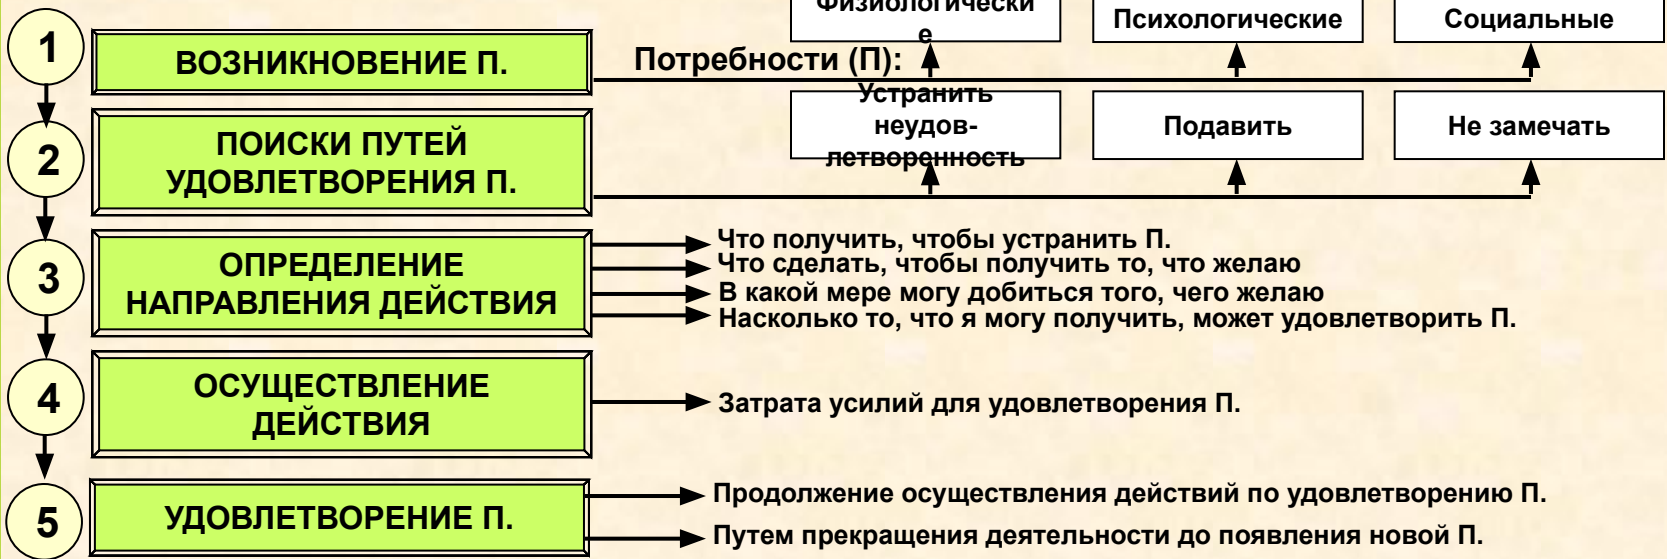 Физиологически
е
Психологические
Социальные
1
ВОЗНИКНОВЕНИЕ П.
Потребности (П):
2
ПОИСКИ ПУТЕЙ
УДОВЛЕТВОРЕНИЯ П.
Устранить
неудов-
летворенность
Подавить
Не замечать
3
ОПРЕДЕЛЕНИЕ
НАПРАВЛЕНИЯ ДЕЙСТВИЯ
Что получить, чтобы устранить П.
Что сделать, чтобы получить то, что желаю
В какой мере могу добиться того, чего желаю
Насколько то, что я могу получить, может удовлетворить П.
4
ОСУЩЕСТВЛЕНИЕ
ДЕЙСТВИЯ
Затрата усилий для удовлетворения П.
5
УДОВЛЕТВОРЕНИЕ П.
Продолжение осуществления действий по удовлетворению П.
Путем прекращения деятельности до появления новой П.